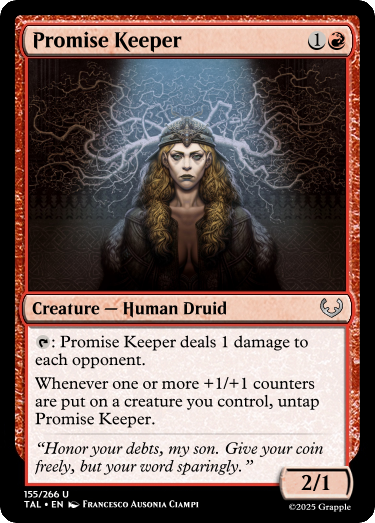 Promise Keeper 1
Creature — Human Druid
: Promise Keeper deals 1 damage to
each opponent.
Whenever one or more +1/+1 counters
are put on a creature you control, untap
Promise Keeper.
“Honor your debts, my son. Give your coin
freely, but your word sparingly.”
2/1
155/266 U
TAL • EN Francesco Ausonia Ciampi
©2025 Grapple